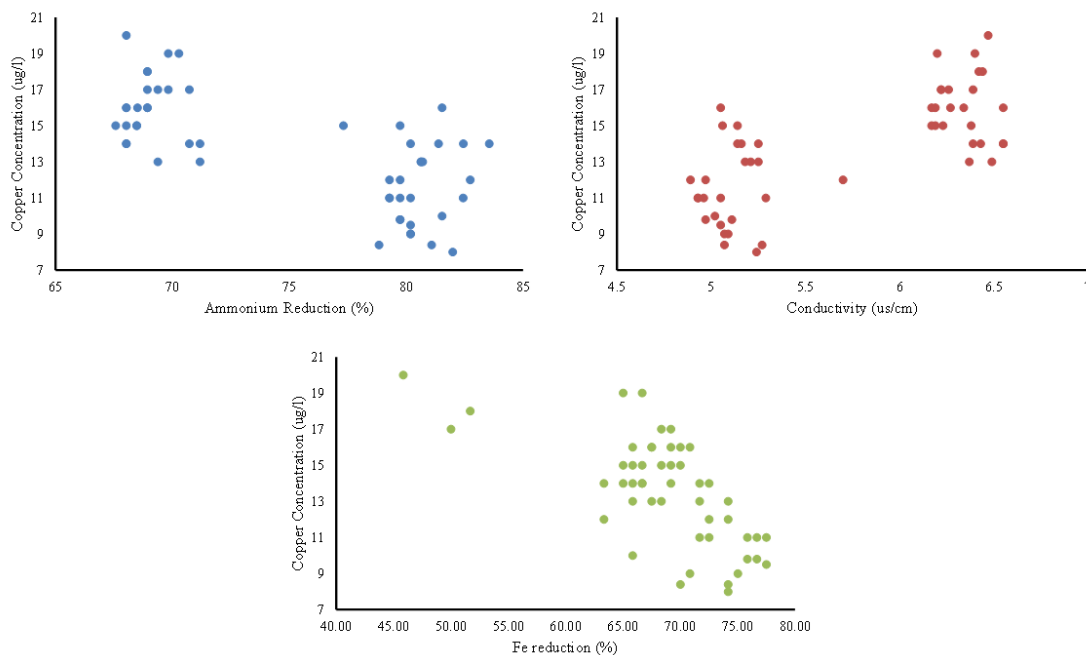 21
19
17
15
13
11
9
7
Copper Concentration (ug/l)
65 70 75 80 85
Ammonium Reduction (%)
21
19
17
15
13
11
9
7
Copper Concentration (ug/l)
4.5 5 5.5 6 6.5
Conductivity (us/cm)
21
19
17
15
13
11
9
7
Copper Concentration (ug/l)
40.00 45.00 50.00 55.00 60.00 65.00 70.00 75.00 80.00
Fe reduction (%)